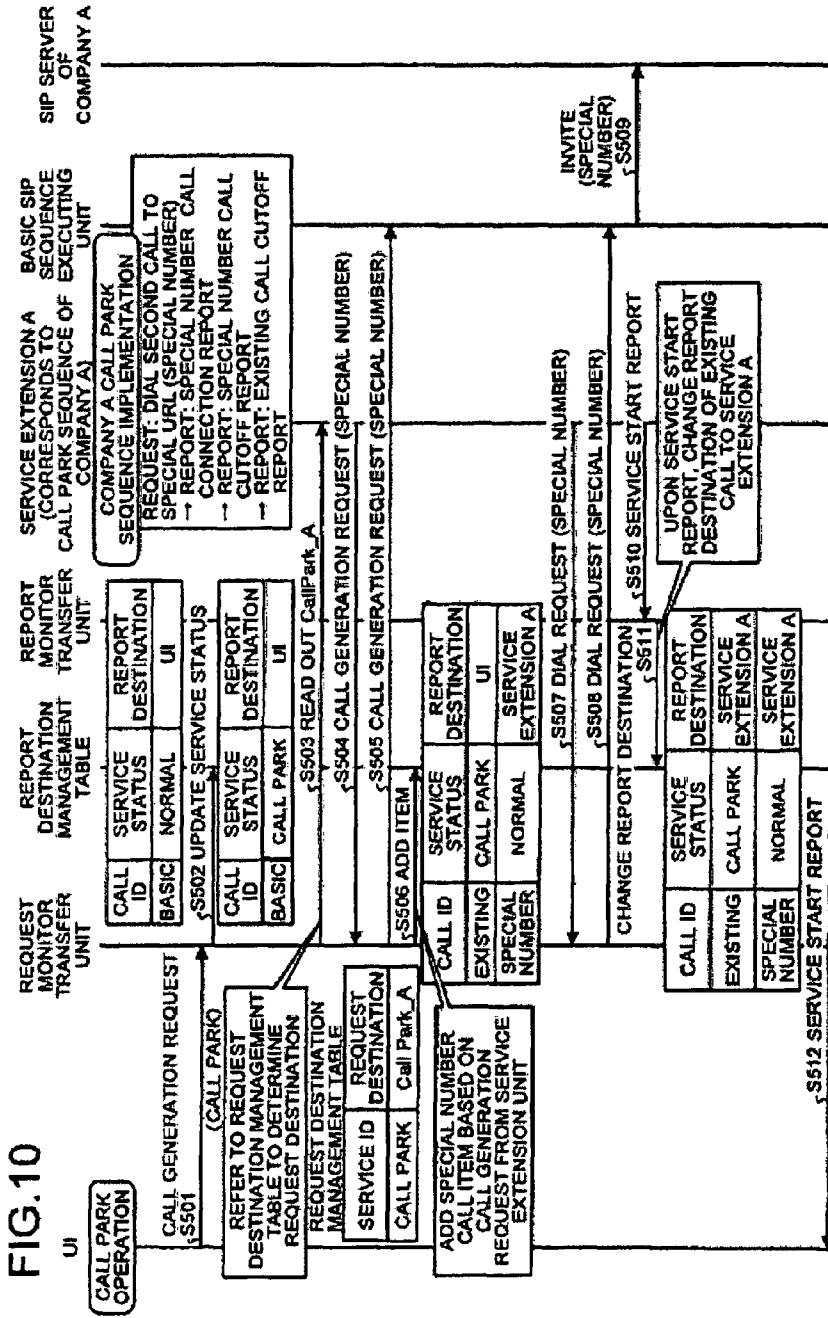 FIG.10
UI
REQUEST
MONITOR
TRANSFER
UNIT
REPORT
DESTINATION
MANAGEMENT
TABLE
REPORT
MONITOR
TRANSFER
UNIT
SERVICE EXTENSION A
(CORRESPONDS TO
CALL PARK SEQUENCE OF
COMPANY A)
BASIC SIP
SEQUENCE
EXECUTING
UNIT
SIP SERVER
OF
COMPANY A
CALL PARK
OPERATION
COMPANY A CALL PARK
SEQUENCE IMPLEMENTATION
REQUEST: DIAL SECOND CALL TO
SPECIAL URL (SPECIAL NUMBER)
→ REPORT: SPECIAL NUMBER CALL
CONNECTION REPORT
→ REPORT: SPECIAL NUMBER CALL
CUTOFF REPORT
→ REPORT: EXISTING CALL CUTOFF
REPORT
CALL ID SERVICE STATUS REPORT DESTINATION
BASIC NORMAL UI
CALL GENERATION REQUEST
S501
(CALL PARK)
S502 UPDATE SERVICE STATUS
CALL ID SERVICE STATUS REPORT DESTINATION
BASIC CALL PARK UI
REFER TO REQUEST
DESTINATION MANAGEMENT
TABLE TO DETERMINE
REQUEST DESTINATION
S503 READ OUT CallPark_A
REQUEST DESTINATION
MANAGEMENT TABLE
SERVICE ID REQUEST DESTINATION
CALL PARK Call Park_A
S504 CALL GENERATION REQUEST (SPECIAL NUMBER)
S505 CALL GENERATION REQUEST (SPECIAL NUMBER)
S506 ADD ITEM
ADD SPECIAL NUMBER
CALL ITEM BASED ON
CALL GENERATION
REQUEST FROM SERVICE
EXTENSION UNIT
CALL ID SERVICE STATUS REPORT DESTINATION
EXISTING CALL PARK UI
SPECIAL NUMBER NORMAL SERVICE EXTENSION A
S507 DIAL REQUEST (SPECIAL NUMBER)
S508 DIAL REQUEST (SPECIAL NUMBER)
INVITE
(SPECIAL
NUMBER)
S509
S510 SERVICE START REPORT
CHANGE REPORT DESTINATION
S511
UPON SERVICE START
REPORT, CHANGE REPORT
DESTINATION OF EXISTING
CALL TO SERVICE
EXTENSION A
CALL ID SERVICE STATUS REPORT DESTINATION
EXISTING CALL PARK SERVICE EXTENSION A
SPECIAL NUMBER NORMAL SERVICE EXTENSION A
S512 SERVICE START REPORT